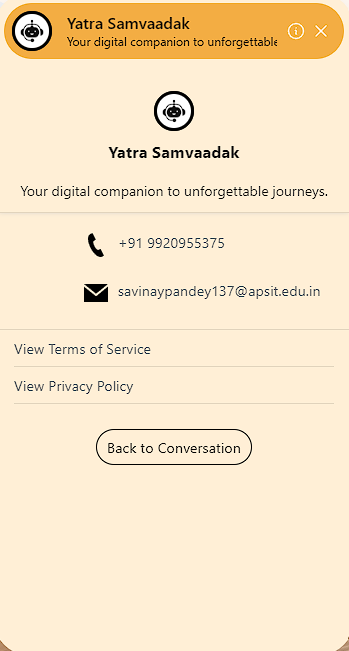 Yatra Samvaadak
Your digital companion to unforgettable
Yatra Samvaadak
Your digital companion to unforgettable journeys.
+91 9920955375
savinaypandey137@apsit.edu.in
View Terms of Service
View Privacy Policy
Back to Conversation